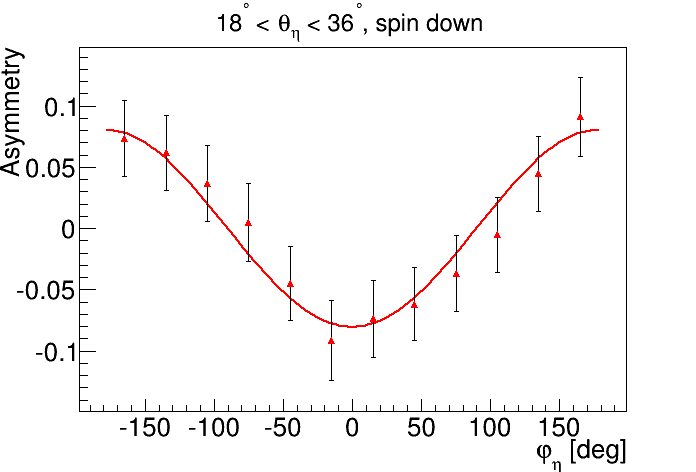 18° < θη < 36°, spin down
Asymmetry
0.1
0.05
0
-0.05
-0.1
-150 -100 -50 0 50 100 150
φη [deg]